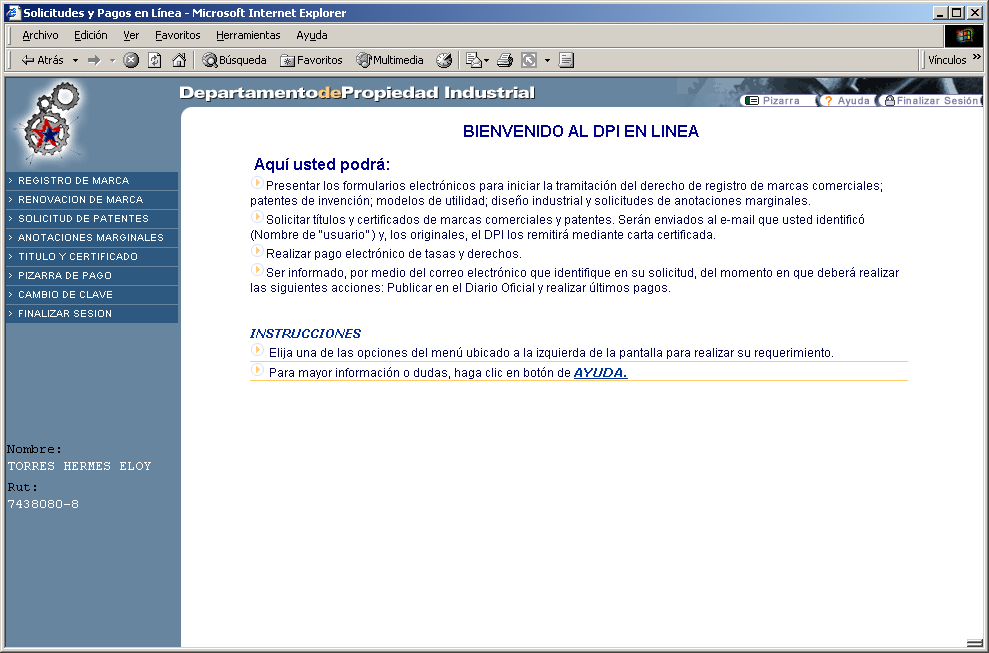 Solicitudes y Pagos en Línea - Microsoft Internet Explorer
Archivo Edición Ver Favoritos Herramientas Ayuda
Atrás Búsqueda Favoritos Multimedia Vínculos »
DepartamentodePropiedad Industrial
Pizarra ? Ayuda Finalizar Sesión
> REGISTRO DE MARCA
> RENOVACION DE MARCA
> SOLICITUD DE PATENTES
> ANOTACIONES MARGINALES
> TITULO Y CERTIFICADO
> PIZARRA DE PAGO
> CAMBIO DE CLAVE
> FINALIZAR SESION
Nombre:
TORRES HERMES ELOY
Rut:
7438080-8
BIENVENIDO AL DPI EN LINEA
Aquí usted podrá:
Presentar los formularios electrónicos para iniciar la tramitación del derecho de registro de marcas comerciales;
patentes de invención; modelos de utilidad; diseño industrial y solicitudes de anotaciones marginales.
Solicitar títulos y certificados de marcas comerciales y patentes. Serán enviados al e-mail que usted identificó
(Nombre de "usuario") y, los originales, el DPI los remitirá mediante carta certificada.
Realizar pago electrónico de tasas y derechos.
Ser informado, por medio del correo electrónico que identifique en su solicitud, del momento en que deberá realizar
las siguientes acciones: Publicar en el Diario Oficial y realizar últimos pagos.
INSTRUCCIONES
Elija una de las opciones del menú ubicado a la izquierda de la pantalla para realizar su requerimiento.
Para mayor información o dudas, haga clic en botón de AYUDA.